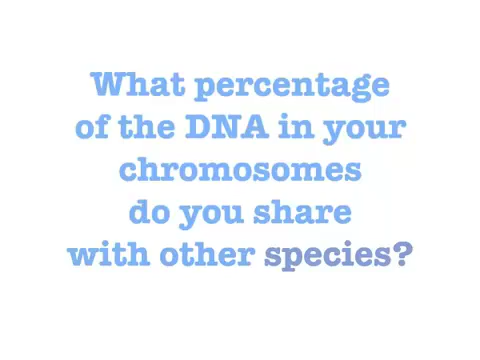 What percentage
of the DNA in your
chromosomes
do you share
with other species?